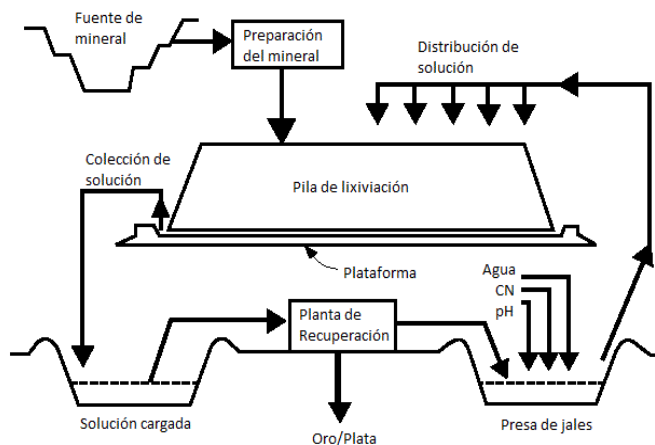 Fuente de
mineral
Preparación
del mineral
Distribución de
solución
Colección de
solución
Pila de lixiviación
Plataforma
Agua
CN
pH
Planta de
Recuperación
Solución cargada
Oro/Plata
Presa de jales